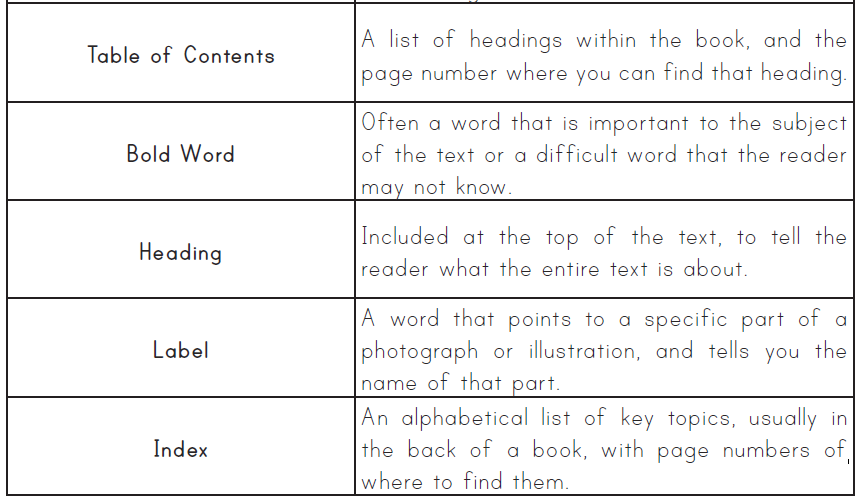 Table of Contents
A list of headings within the book, and the
page number where you can find that heading.
Bold Word
Often a word that is important to the subject
of the text or a difficult word that the reader
may not know.
Heading
Included at the top of the text, to tell the
reader what the entire text is about.
Label
A word that points to a specific part of a
photograph or illustration, and tells you the
name of that part.
Index
An alphabetical list of key topics, usually in
the back of a book, with page numbers of
where to find them.